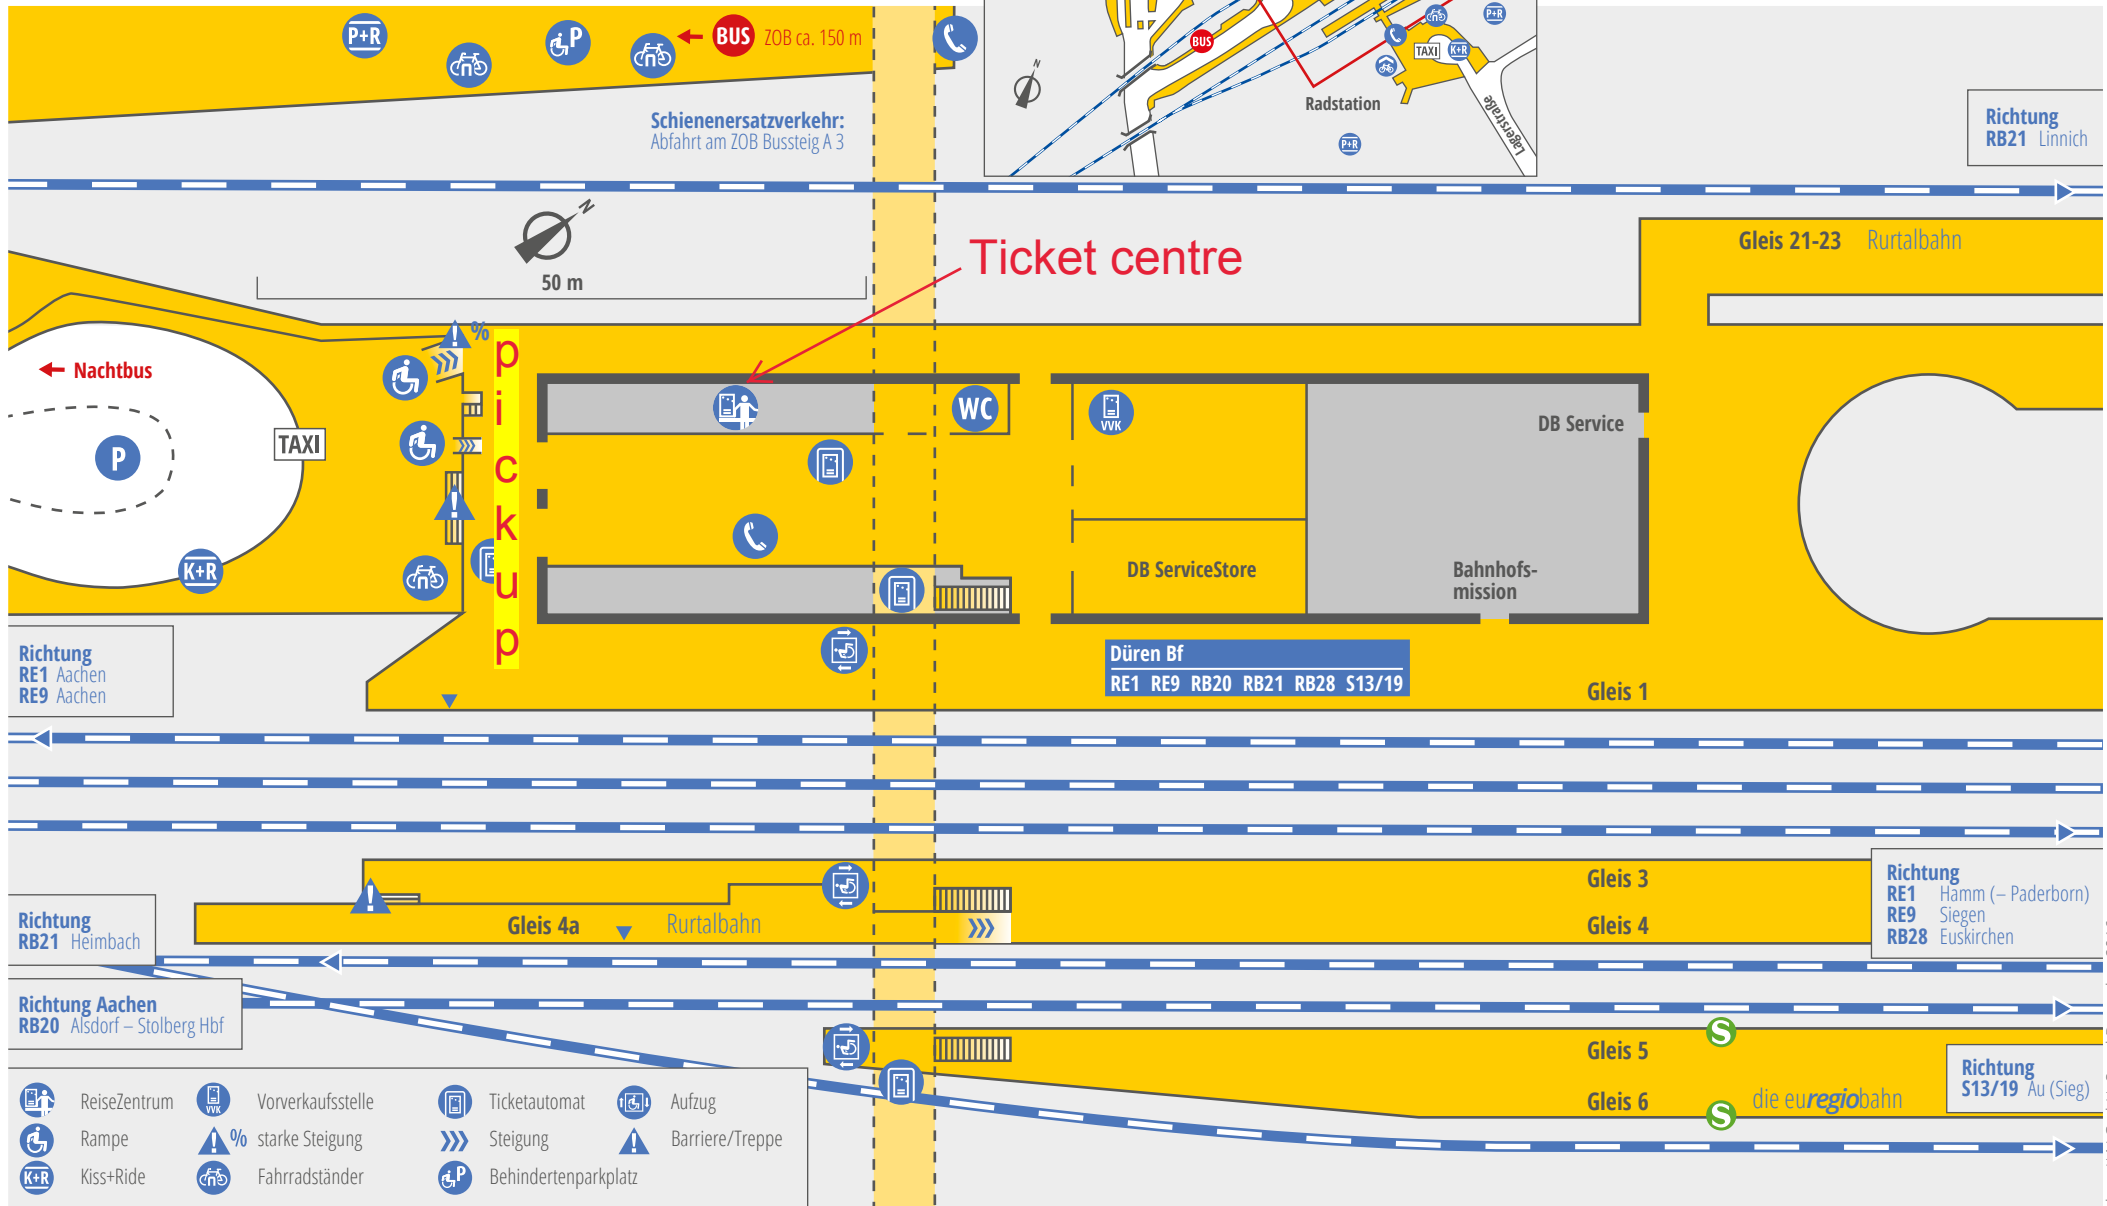 P+R
P
BUS
ZOB ca. 150 m
BUS
P+R
TAXI
K+R
Lagerstraße
Radstation
P+R
N
Schienenersatzverkehr:
Abfahrt am ZOB Bussteig A 3
Richtung
RB21 Linnich
N
50 m
Ticket centre
Gleis 21-23 Rurtalbahn
%
pickup
Nachtbus
P
TAXI
K+R
WC
VVK
DB Service
DB ServiceStore
Bahnhofs-
mission
Richtung
RE1 Aachen
RE9 Aachen
Düren Bf
RE1 RE9 RB20 RB21 RB28 S13/19
Gleis 1
Gleis 3
Gleis 4a
Rurtalbahn
Gleis 4
Richtung
RE1 Hamm (– Paderborn)
RE9 Siegen
RB28 Euskirchen
Richtung
RB21 Heimbach
Richtung Aachen
RB20 Alsdorf – Stolberg Hbf
S
Gleis 5
Gleis 6
S
die euregiobahn
Richtung
S13/19 Au (Sieg)
ReiseZentrum
VVK
Vorverkaufsstelle
Ticketautomat
Aufzug
Rampe
% starke Steigung
Steigung
Barriere/Treppe
K+R
Kiss+Ride
Fahrradständer
P
Behindertenparkplatz